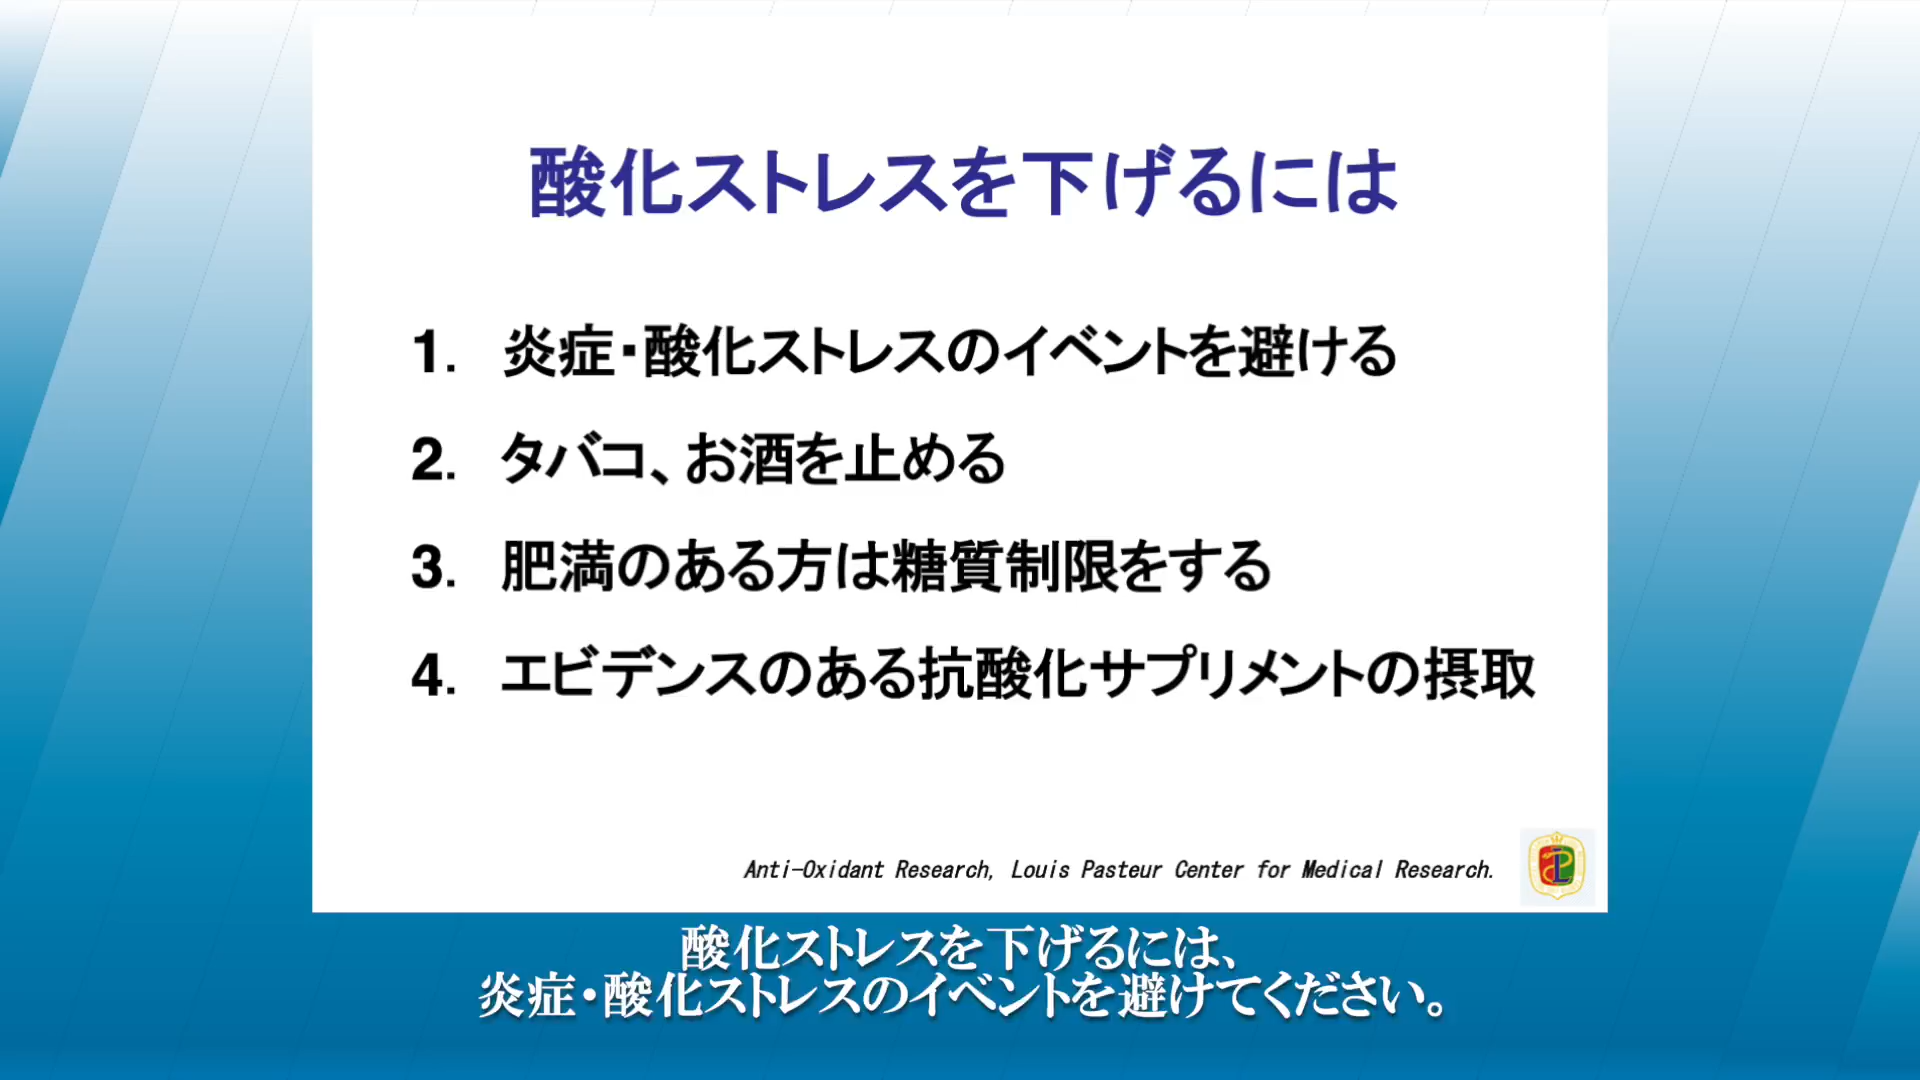 酸化ストレスを下げるには
1. 炎症・酸化ストレスのイベントを避ける
2. タバコ、お酒を止める
3. 肥満のある方は糖質制限をする
4. エビデンスのある抗酸化サプリメントの摂取
Anti-Oxidant Research, Louis Pasteur Center for Medical Research.
酸化ストレスを下げるには、
炎症・酸化ストレスのイベントを避けてください。